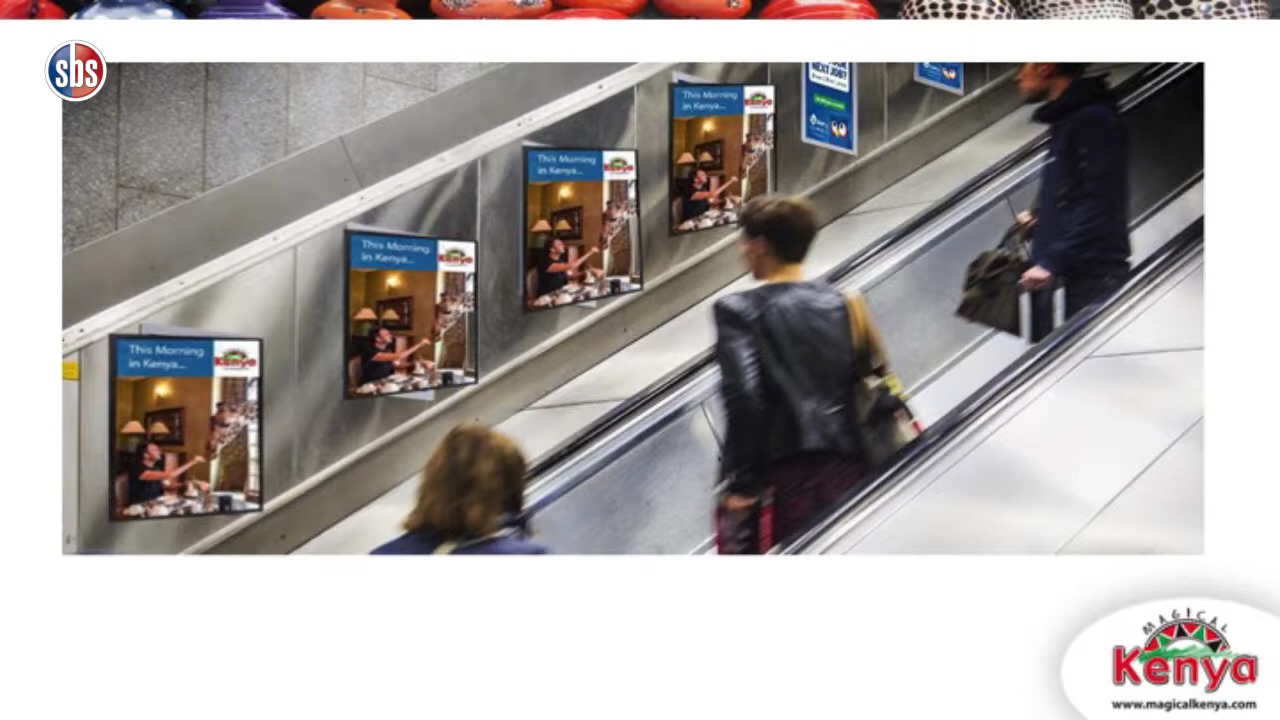 sbs
This Morning
in Kenya...
Kenya
This Morning
in Kenya...
Kenya
This Morning
in Kenya...
Kenya
This Morning
in Kenya...
Kenya
NEXT JOB?
MAGICAL
Kenya
www.magicalkenya.com